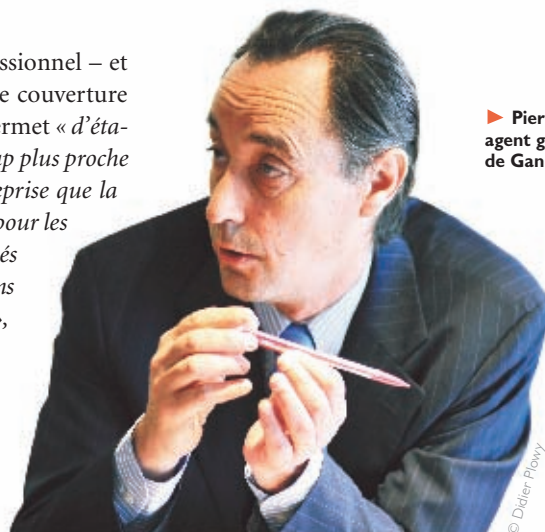 ssionnel – et
e couverture
ermet « d'éta-
p plus proche
eprise que la
pour les
és
ns
»,
► Pier
agent g
de Gan
© Didier Plowy